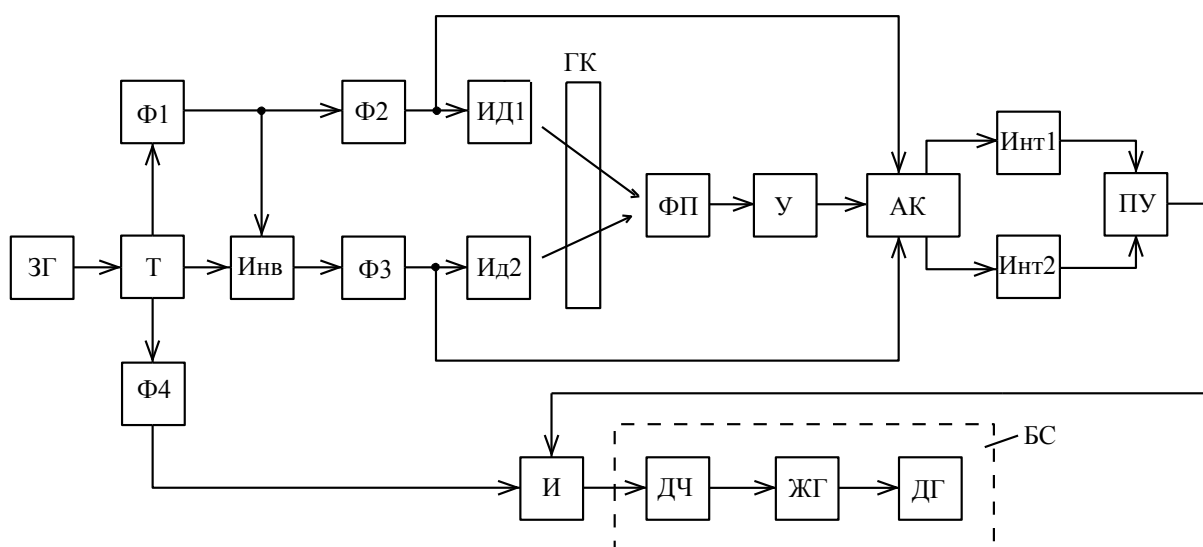 ГК
Ф1
Ф2
ИД1
Инт1
ФП
У
АК
ПУ
ЗГ
Т
Инв
Ф3
Ид2
Инт2
Ф4
БС
И
ДЧ
ЖГ
ДГ